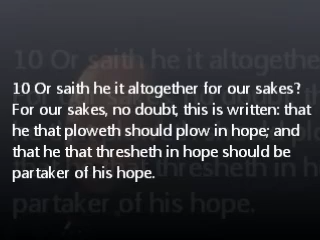 10 Or saith he it altogether for our sakes?
For our sakes, no doubt, this is written: that
he that ploweth should plow in hope; and
that he that thresheth in hope should be
partaker of his hope.